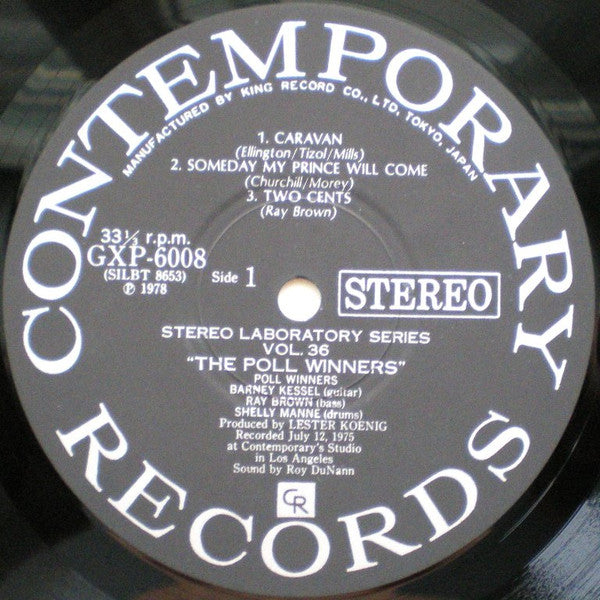 CONTEMPORARY
MANUFACTURED BY KING RECORD CO., LTD, TOKYO, JAPAN
1. CARAVAN
(Ellington/Tizol/Mills)
2. SOMEDAY MY PRINCE WILL COME
(Churchill/Morey)
3. TWO CENTS
(Ray Brown)
33⅓ r.p.m.
GXP-6008
(SILBT 8653)
℗ 1978
Side 1
STEREO
STEREO LABORATORY SERIES
VOL. 36
"THE POLL WINNERS"
POLL WINNERS
BARNEY KESSEL (guitar)
RAY BROWN (bass)
SHELLY MANNE (drums)
Produced by LESTER KOENIG
Recorded July 12, 1975
at Contemporary's Studio
in Los Angeles
Sound by Roy DuNann
CR
RECORDS